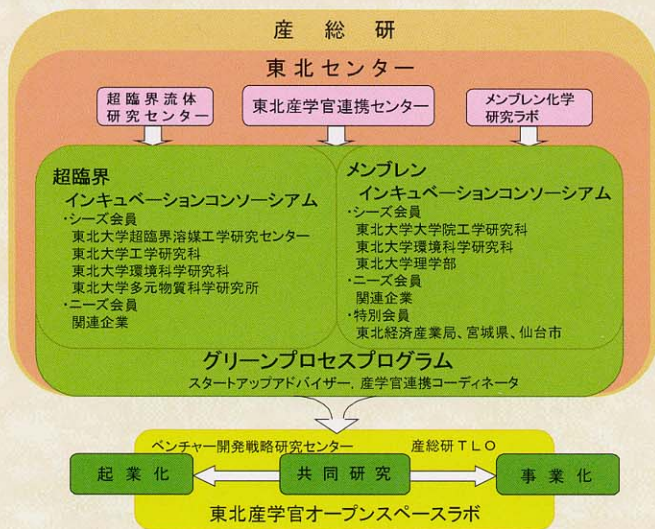 産総研
東北センター
超臨界流体
研究センター
東北産学官連携センター
メンブレン化学
研究ラボ
超臨界
インキュベーションコンソーシアム
・シーズ会員
東北大学超臨界溶媒工学研究センター
東北大学工学研究科
東北大学環境科学研究科
東北大学多元物質科学研究所
・ニーズ会員
関連企業
メンブレン
インキュベーションコンソーシアム
・シーズ会員
東北大学大学院工学研究科
東北大学環境科学研究科
東北大学理学部
・ニーズ会員
関連企業
・特別会員
東北経済産業局、宮城県、仙台市
グリーンプロセスプログラム
スタートアップアドバイザー，産学官連携コーディネータ
ベンチャー開発戦略研究センター
産総研TLO
起業化
共同研究
事業化
東北産学官オープンスペースラボ